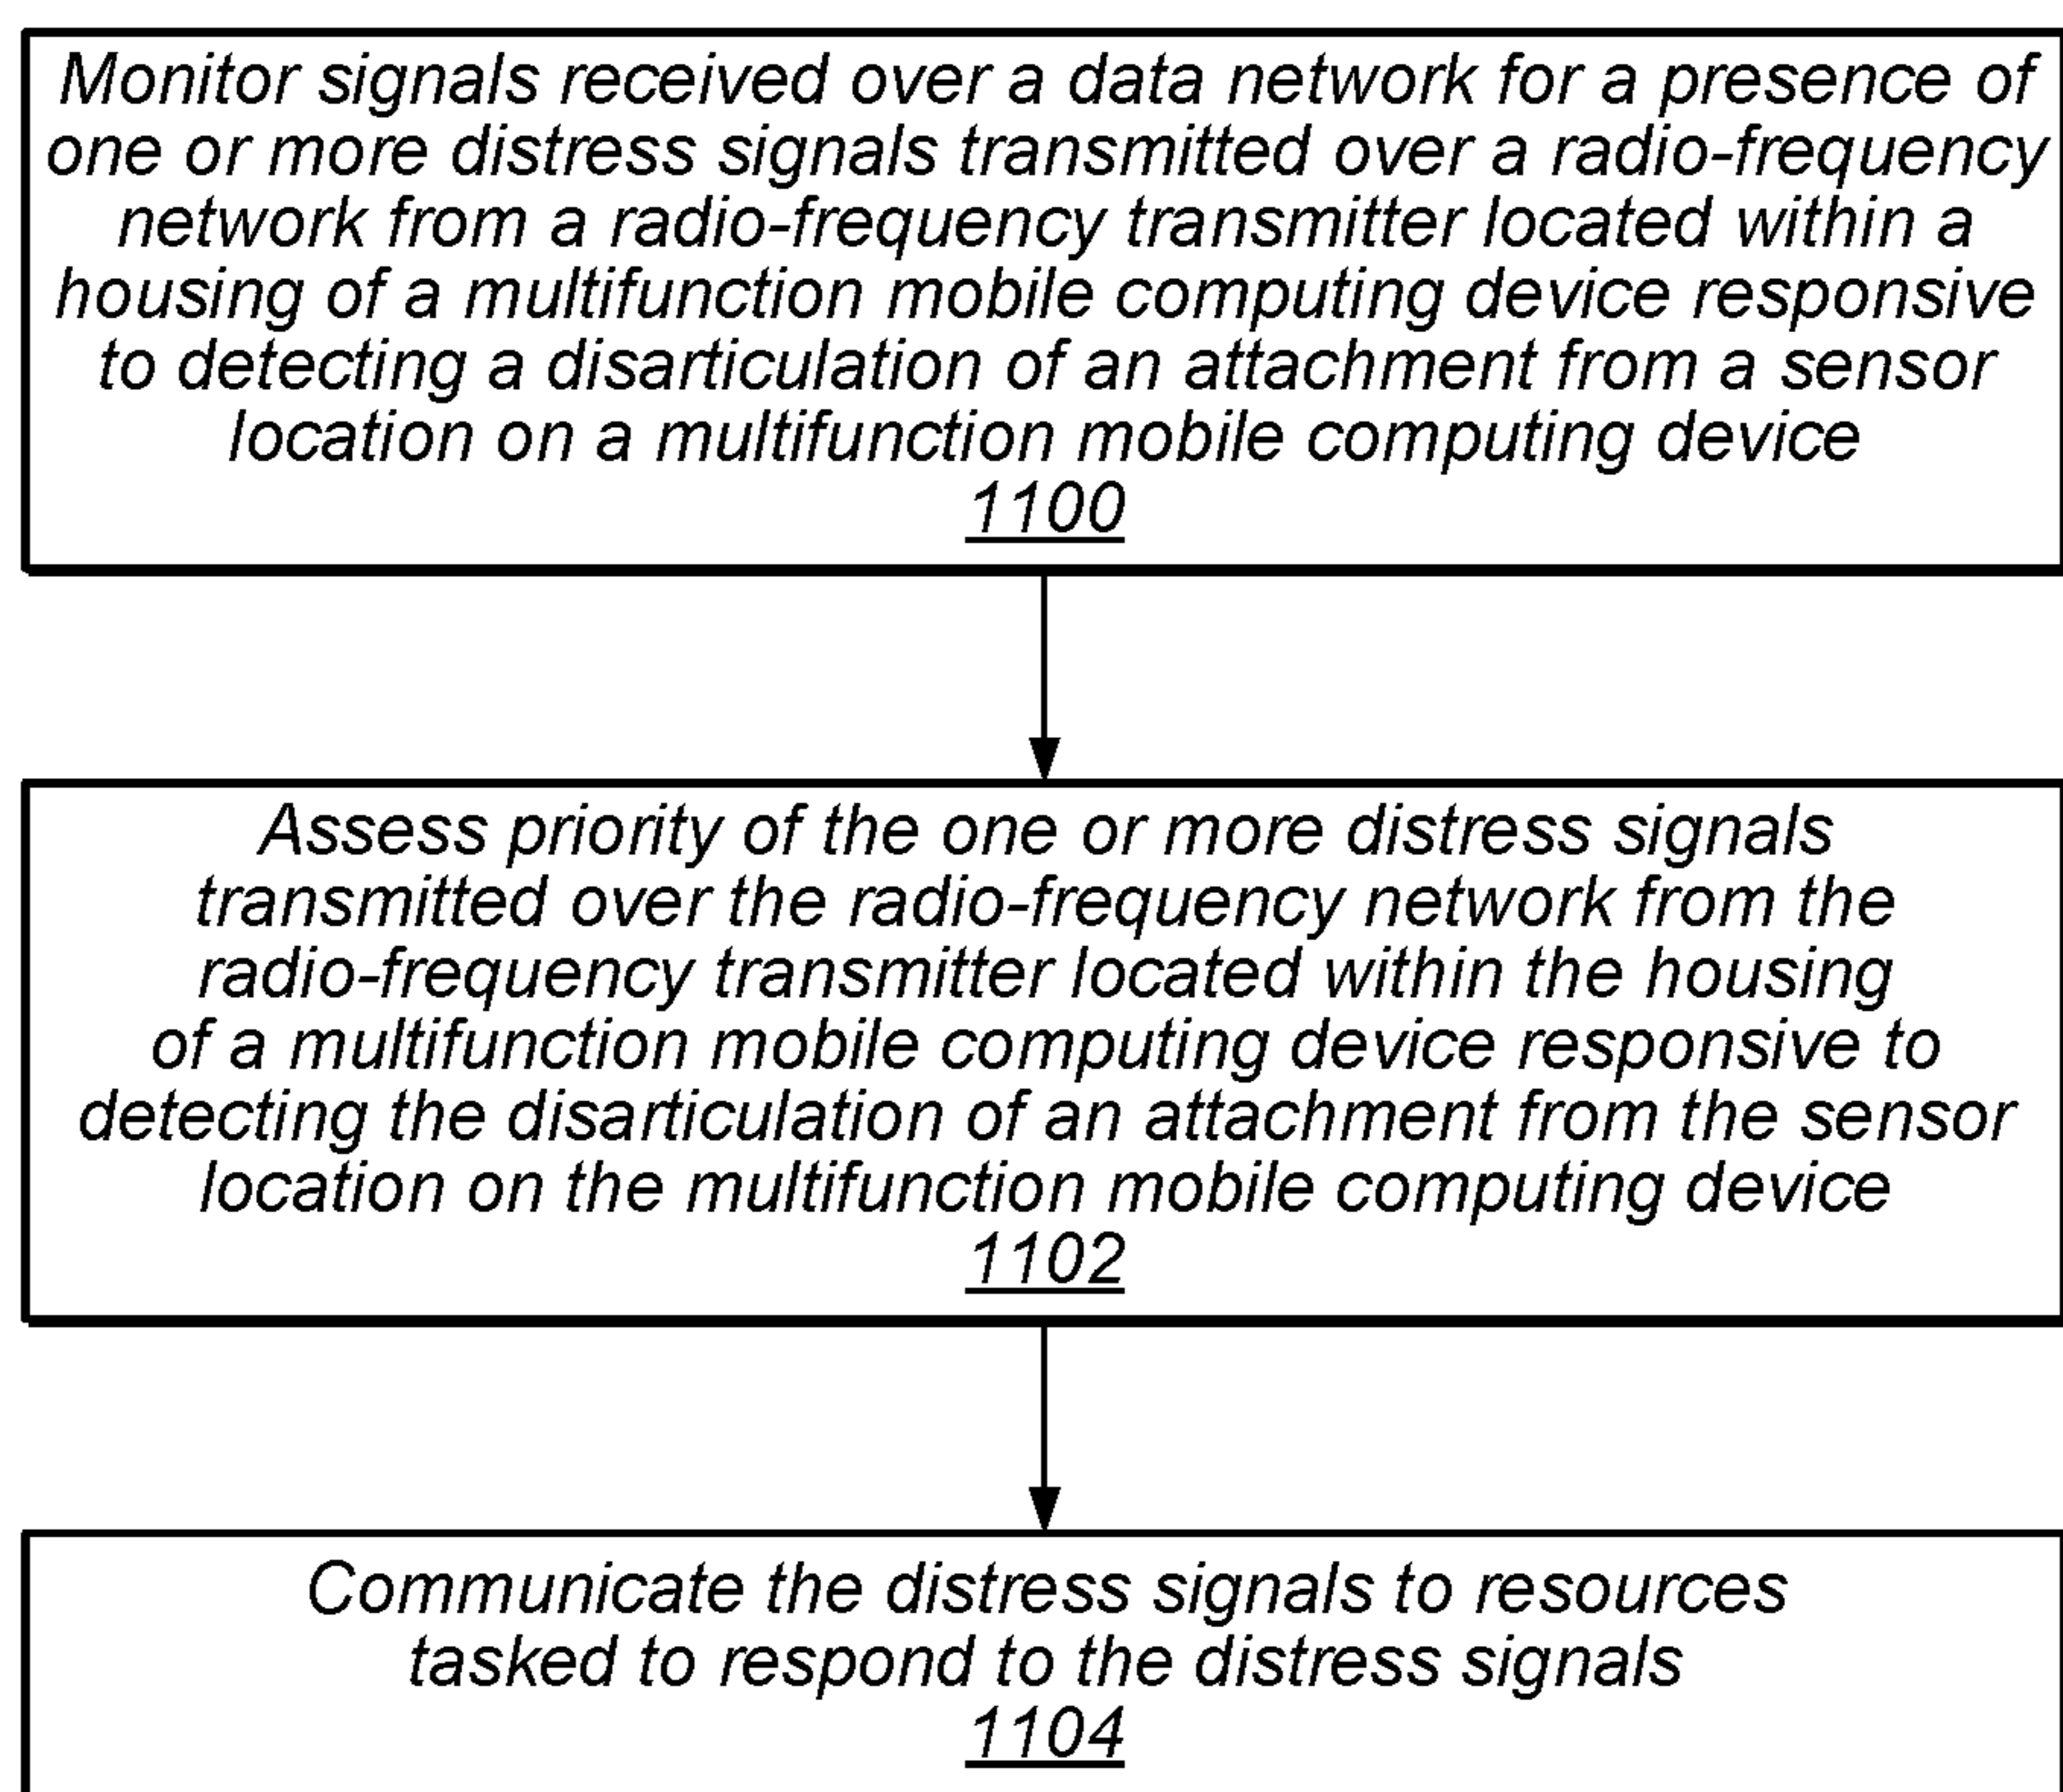 Monitor signals received over a data network for a presence of
one or more distress signals transmitted over a radio-frequency
network from a radio-frequency transmitter located within a
housing of a multifunction mobile computing device responsive
to detecting a disarticulation of an attachment from a sensor
location on a multifunction mobile computing device
1100
Assess priority of the one or more distress signals
transmitted over the radio-frequency network from the
radio-frequency transmitter located within the housing
of a multifunction mobile computing device responsive to
detecting the disarticulation of an attachment from the sensor
location on the multifunction mobile computing device
1102
Communicate the distress signals to resources
tasked to respond to the distress signals
1104